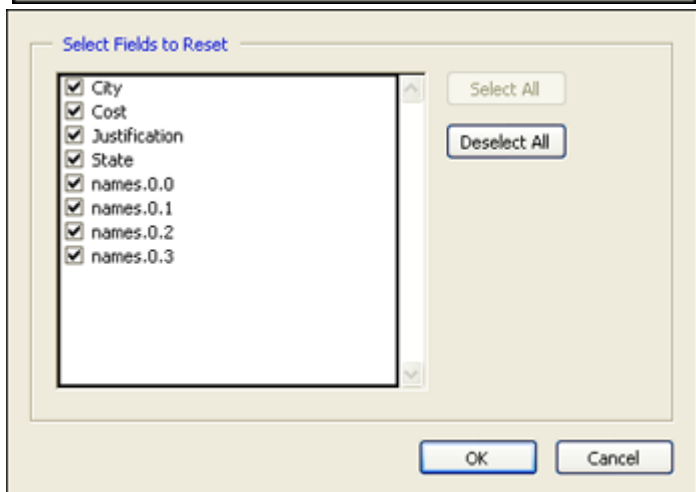 Select Fields to Reset
City
Cost
Justification
State
names.0.0
names.0.1
names.0.2
names.0.3
Select All
Deselect All
OK
Cancel